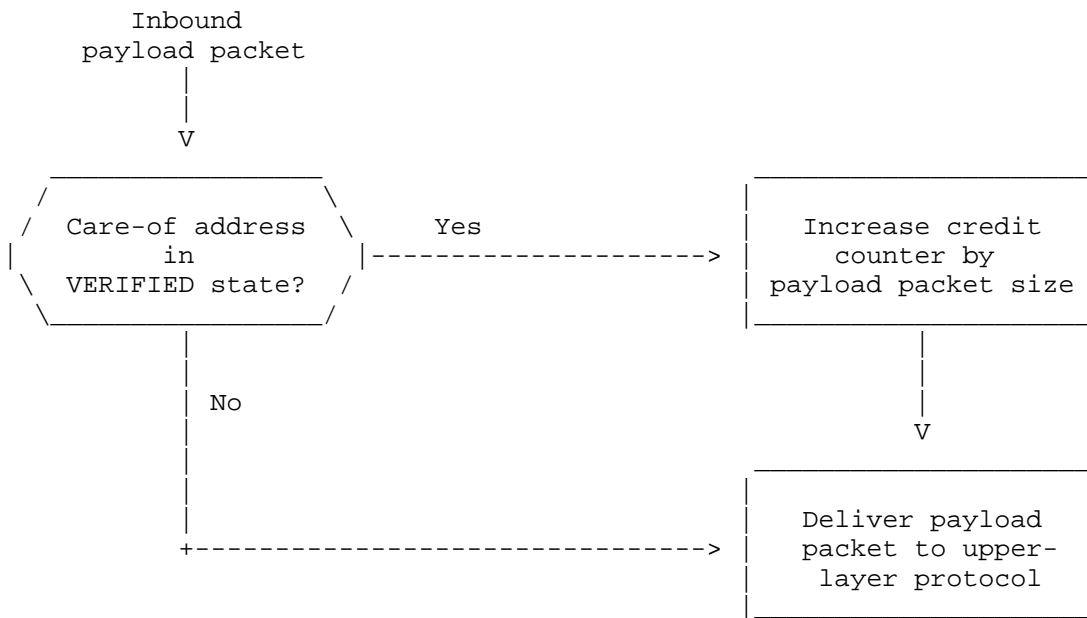 Inbound
payload packet
Care-of address
in
VERIFIED state?
Yes
Increase credit
counter by
payload packet size
No
Deliver payload
packet to upper-
layer protocol